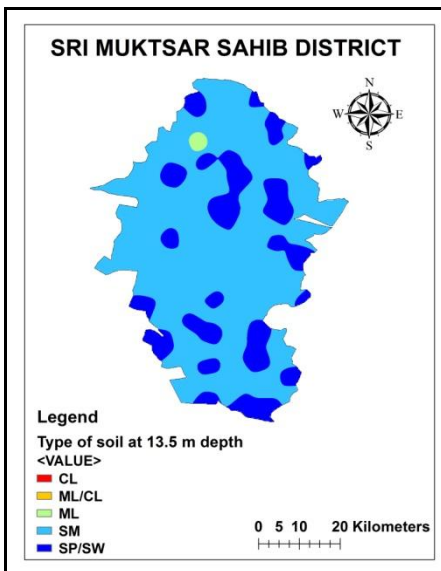 SRI MUKTSAR SAHIB DISTRICT
N
W E
S
Legend
Type of soil at 13.5 m depth
<VALUE>
CL
ML/CL
ML
SM
SP/SW
0 5 10 20 Kilometers